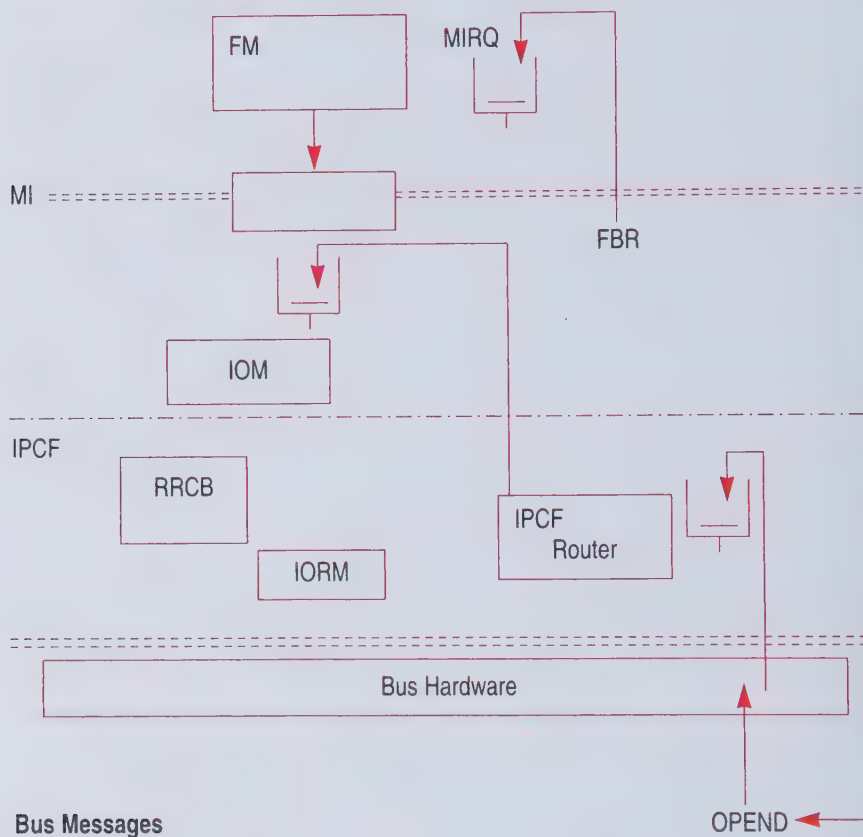 FM
MIRQ
MI
FBR
IOM
IPCF
RRCB
IPCF
Router
IORM
Bus Hardware
Bus Messages
OPEND